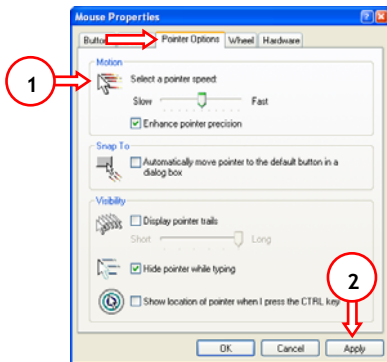 Mouse Properties
Pointer Options Wheel Hardware
Motion
1
Select a pointer speed:
Slow Fast
Enhance pointer precision
Snap To
Automatically move pointer to the default button in a
dialog box
Visibility
Display pointer trails
Short Long
Hide pointer while typing
2
Show location of pointer when I press the CTRL key
OK Cancel Apply